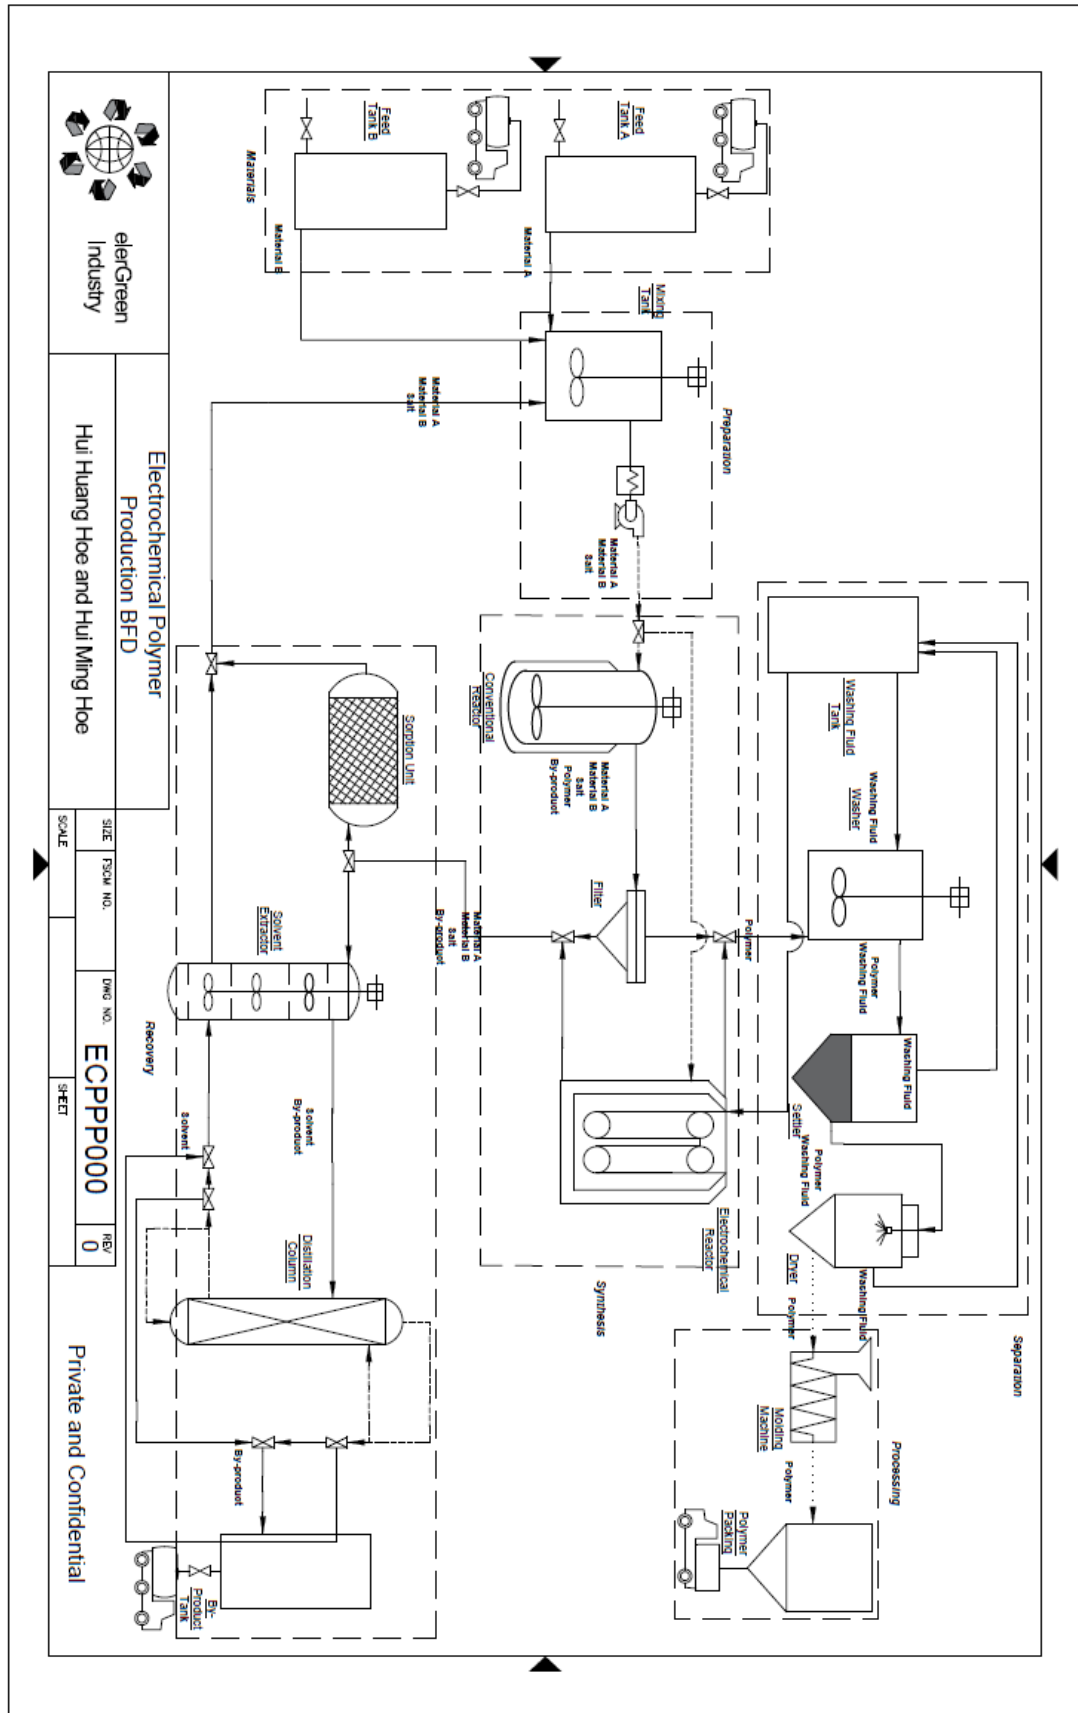 Materials
Feed
Tank A
Feed
Tank B
Material A
Material B
Mixing
Tank
Preparation
Material A
Material B
Salt
Material A
Material B
Salt
Synthesis
Conventional
Reactor
Material A
Material B
Salt
Polymer
By-product
Filter
Polymer
Material A
Material B
Salt
By-product
Electrochemical
Reactor
Separation
Washing Fluid
Tank
Washing Fluid
Washer
Polymer
Washing Fluid
Washing Fluid
Settler
Polymer
Washing Fluid
Washing Fluid
Dryer
Polymer
Processing
Molding
Machine
Polymer
Polymer
Packing
Recovery
Sorption Unit
Solvent
Extractor
Solvent
By-product
Solvent
Distillation
Column
By-product
By-
Product
Tank
elerGreen
Industry
Electrochemical Polymer
Production BFD
Hui Huang Hoe and Hui Ming Hoe
SIZE
FSCM NO.
DWG NO.
ECPPP000
REV
0
SCALE
SHEET
Private and Confidential